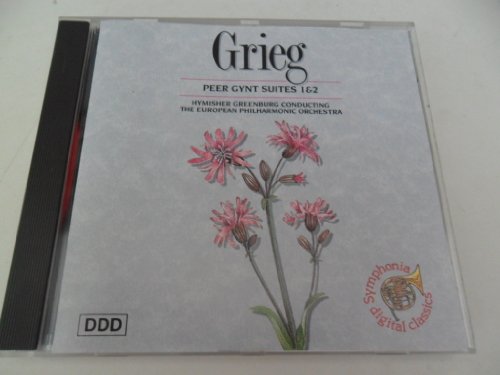 Grieg
PEER GYNT SUITES 1&2
HYMISHER GREENBURG CONDUCTING
THE EUROPEAN PHILHARMONIC ORCHESTRA
DDD
Symphonia
digital classics